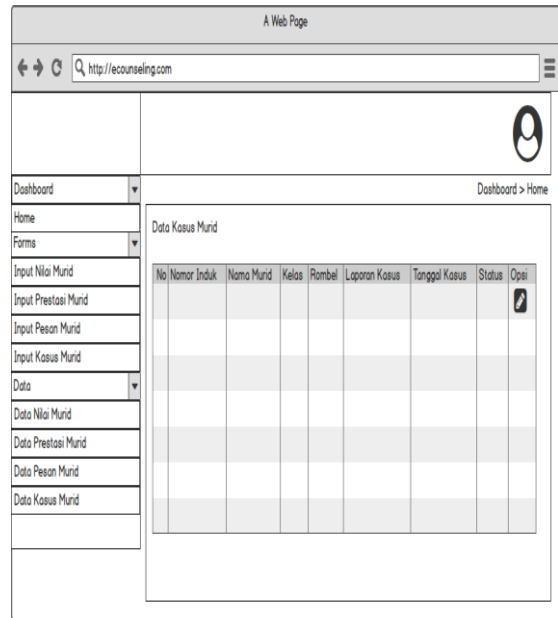 A Web Page
http://ecounseling.com
Dashboard
Dashboard > Home
Home
Forms
Input Nilai Murid
Input Prestasi Murid
Input Pesan Murid
Input Kasus Murid
Data
Data Nilai Murid
Data Prestasi Murid
Data Pesan Murid
Data Kasus Murid
Data Kasus Murid
No Nomor Induk Nama Murid Kelas Rombel Laporan Kasus Tanggal Kasus Status Opsi